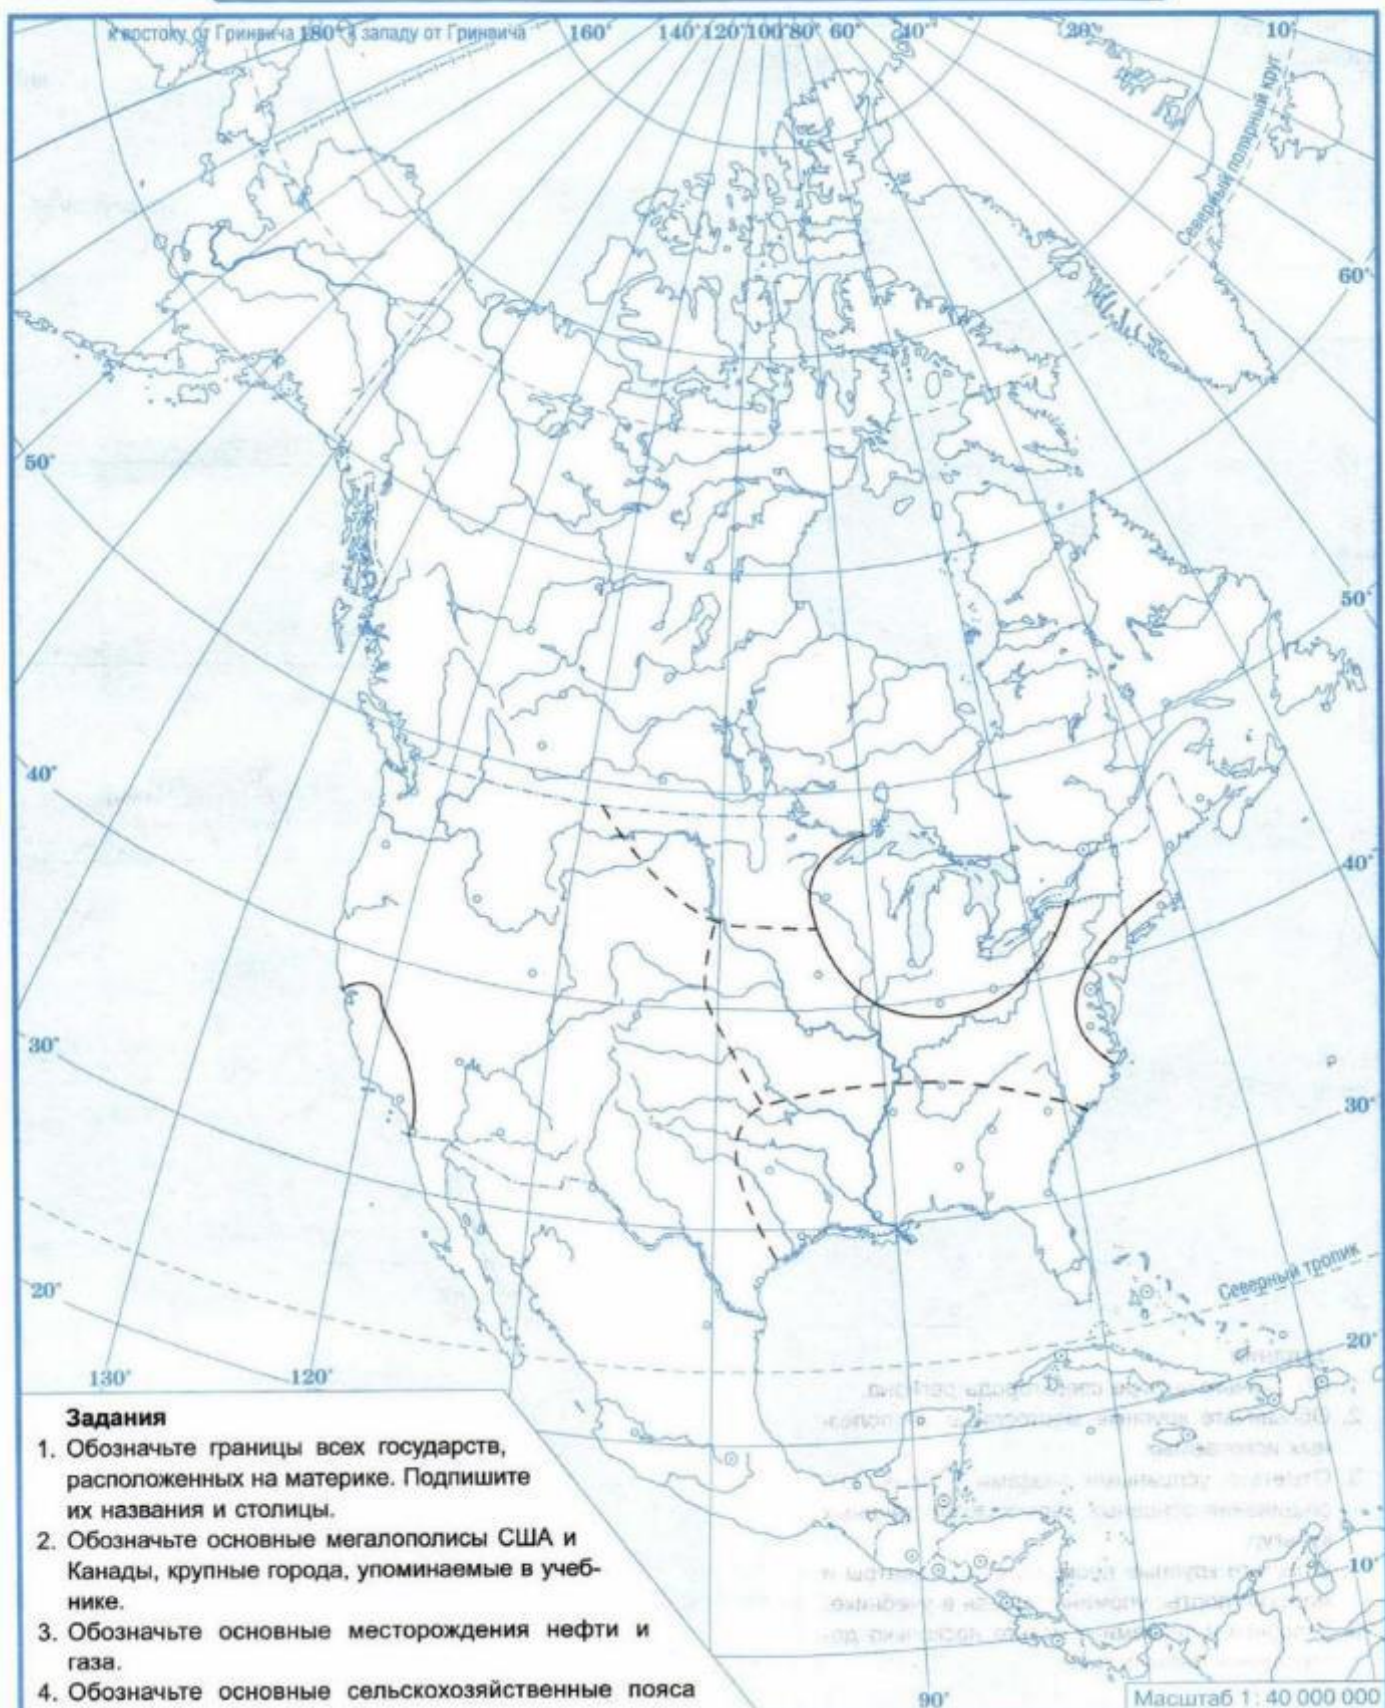 к востоку от Гринвича 180° к западу от Гринвича 160° 140° 120° 100° 80° 60° 40° 20° 10°
Северный полярный круг
60°
50°
50°
40°
40°
30°
30°
Северный тропик
20°
20°
130° 120°
10°
90°
Задания
1. Обозначьте границы всех государств,
расположенных на материке. Подпишите
их названия и столицы.
2. Обозначьте основные мегалополисы США и
Канады, крупные города, упоминаемые в учеб-
нике.
3. Обозначьте основные месторождения нефти и
газа.
4. Обозначьте основные сельскохозяйственные пояса
Масштаб 1: 40 000 000